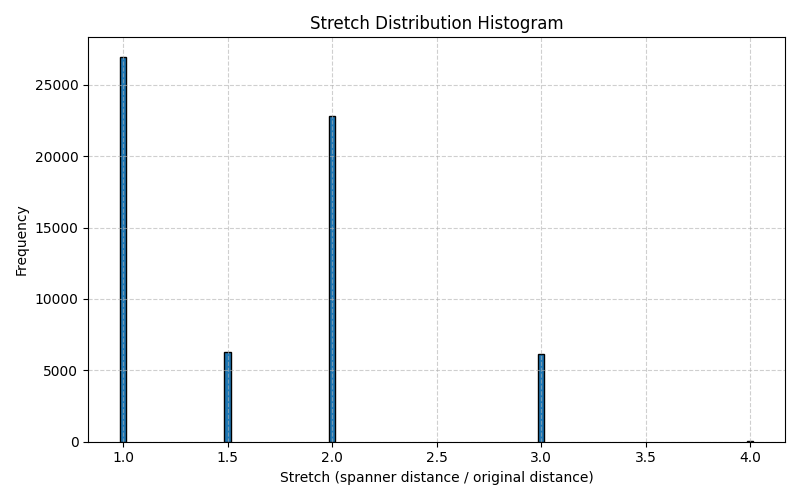 Stretch Distribution Histogram
Frequency
25000
20000
15000
10000
5000
0
1.0 1.5 2.0 2.5 3.0 3.5 4.0
Stretch (spanner distance / original distance)